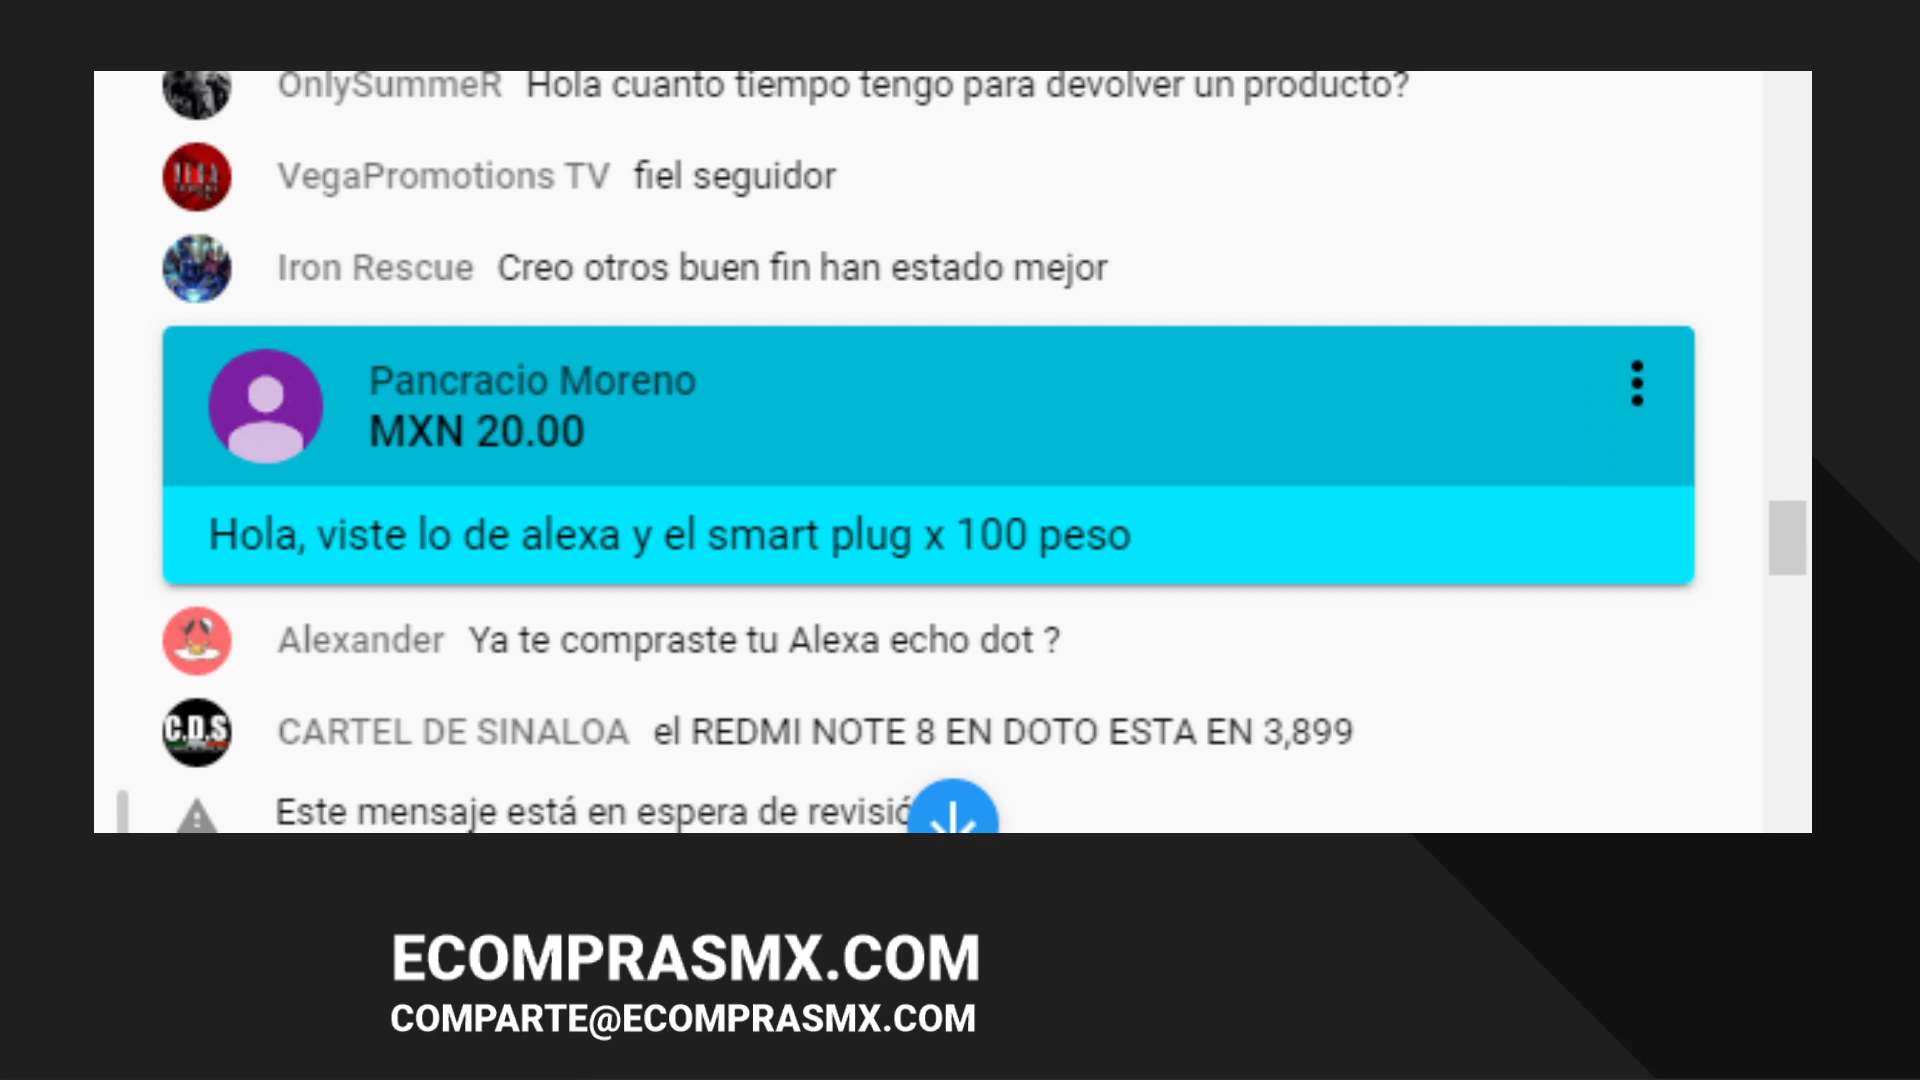 OnlySummeR Hola cuanto tiempo tengo para devolver un producto?
VegaPromotions TV fiel seguidor
Iron Rescue Creo otros buen fin han estado mejor
Pancracio Moreno
MXN 20.00
Hola, viste lo de alexa y el smart plug x 100 peso
Alexander Ya te compraste tu Alexa echo dot ?
C.D.S
CARTEL DE SINALOA el REDMI NOTE 8 EN DOTO ESTA EN 3,899
Este mensaje está en espera de revisió
ECOMPRASMX.COM
COMPARTE@ECOMPRASMX.COM